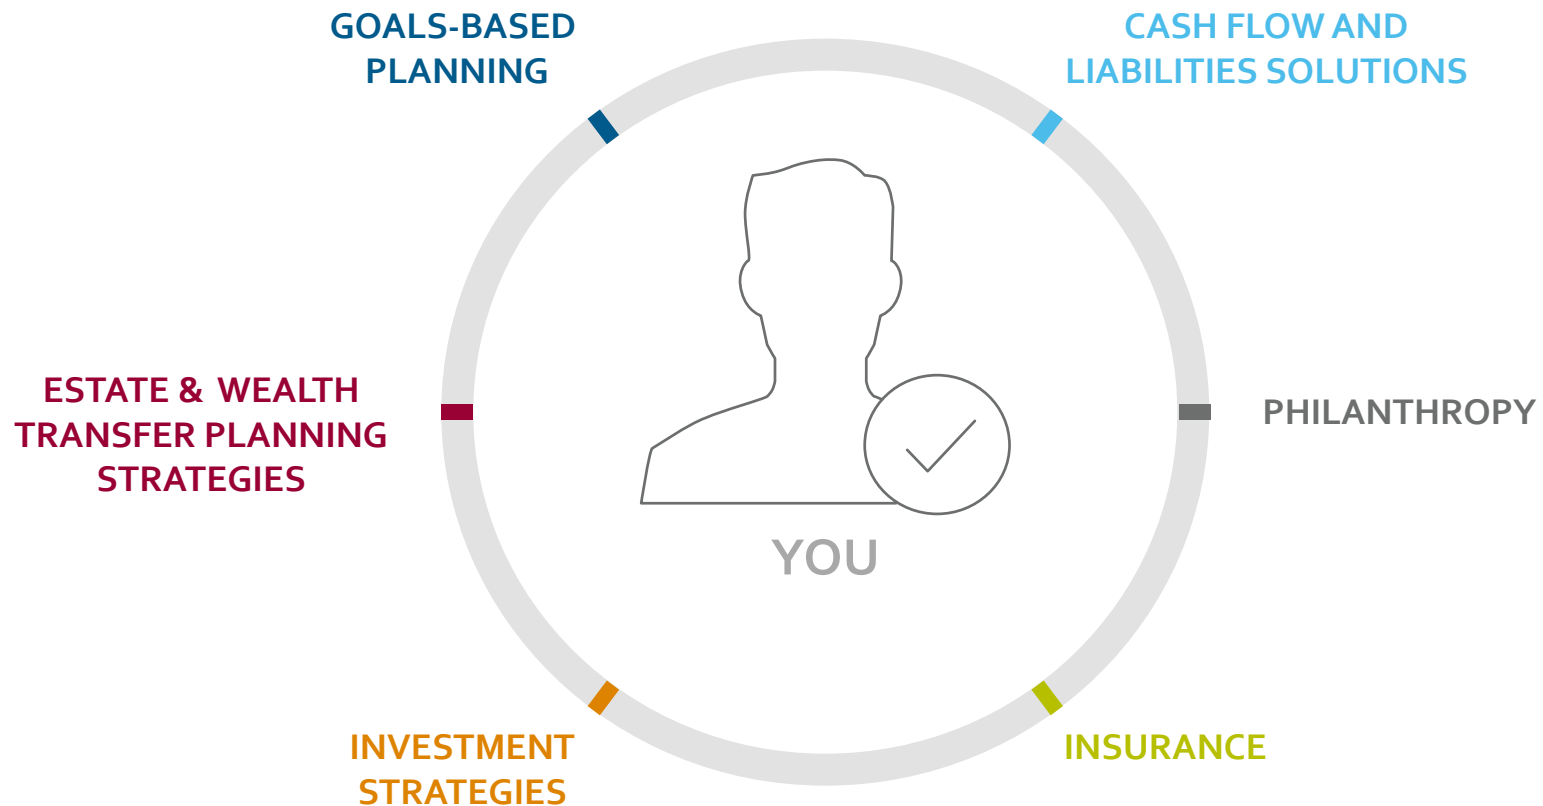 GOALS-BASED
PLANNING
CASH FLOW AND
LIABILITIES SOLUTIONS
ESTATE & WEALTH
TRANSFER PLANNING
STRATEGIES
PHILANTHROPY
YOU
INVESTMENT
STRATEGIES
INSURANCE